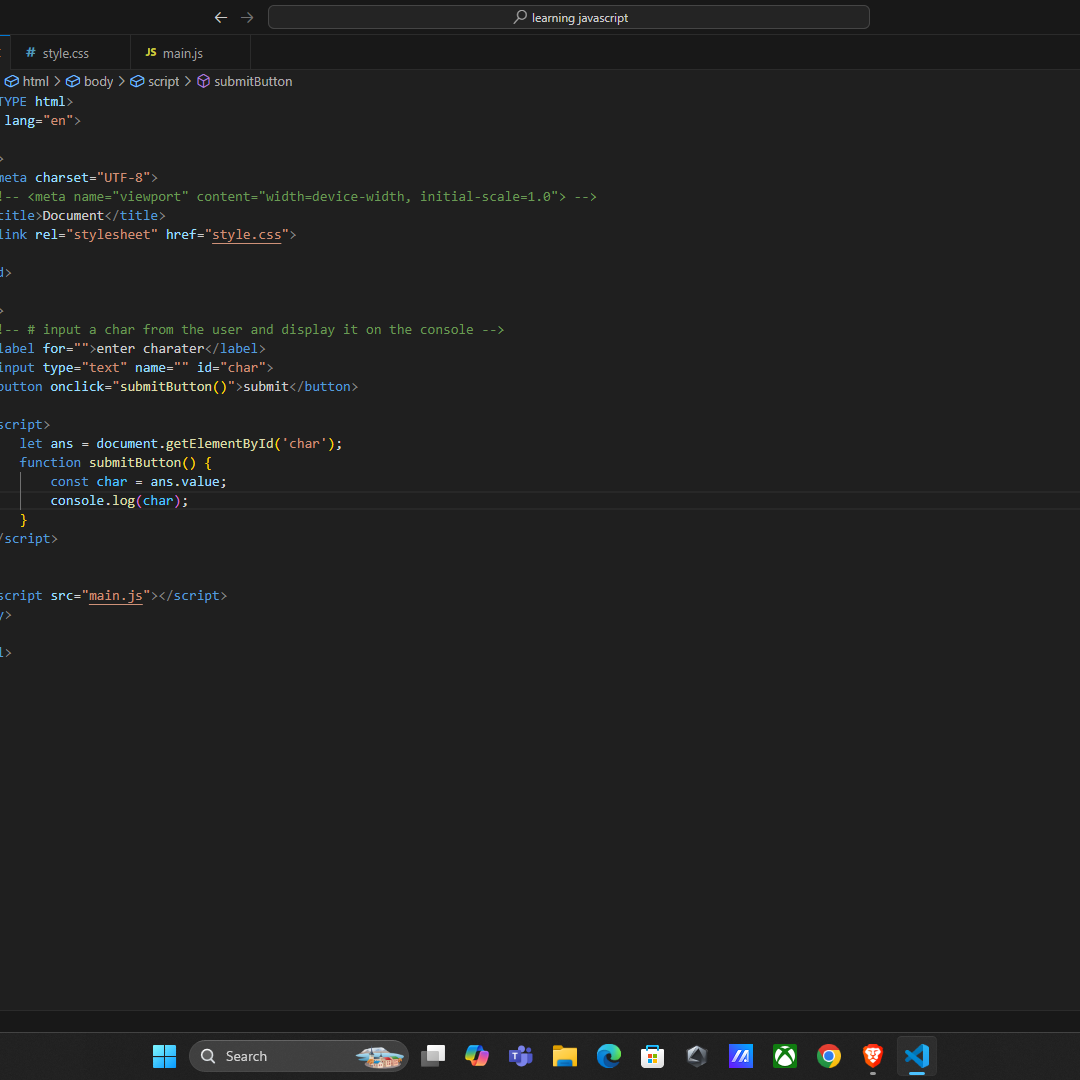 learning javascript
# style.css JS main.js
html > body > script > submitButton
TYPE html>
lang="en">
>
meta charset="UTF-8">
!-- <meta name="viewport" content="width=device-width, initial-scale=1.0"> -->
title>Document</title>
link rel="stylesheet" href="style.css">
d>
>
!-- # input a char from the user and display it on the console -->
label for="">enter charater</label>
input type="text" name="" id="char">
button onclick="submitButton()">submit</button>
script>
let ans = document.getElementById('char');
function submitButton() {
const char = ans.value;
console.log(char);
}
/script>
script src="main.js"></script>
y>
l>
Search